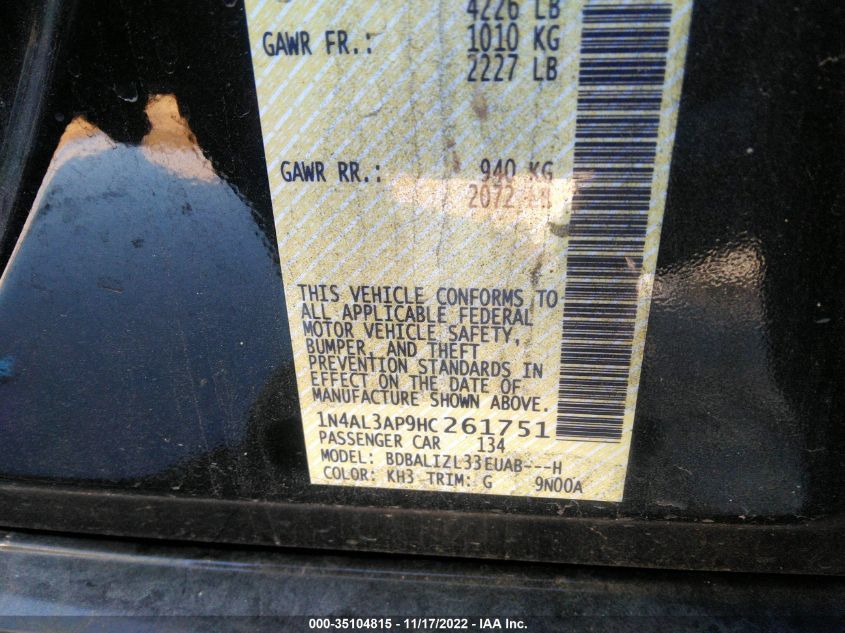 4226 LB
GAWR FR.: 1010 KG
2227 LB
GAWR RR.: 940 KG
2072
THIS VEHICLE CONFORMS TO
ALL APPLICABLE FEDERAL
MOTOR VEHICLE SAFETY,
BUMPER, AND THEFT
PREVENTION STANDARDS IN
EFFECT ON THE DATE OF
MANUFACTURE SHOWN ABOVE.
1N4AL3AP9HC261751
PASSENGER CAR 134
MODEL: BDBALIZL33EUAB---H
COLOR: KH3 TRIM: G 9N00A
000-35104815 - 11/17/2022 - IAA Inc.